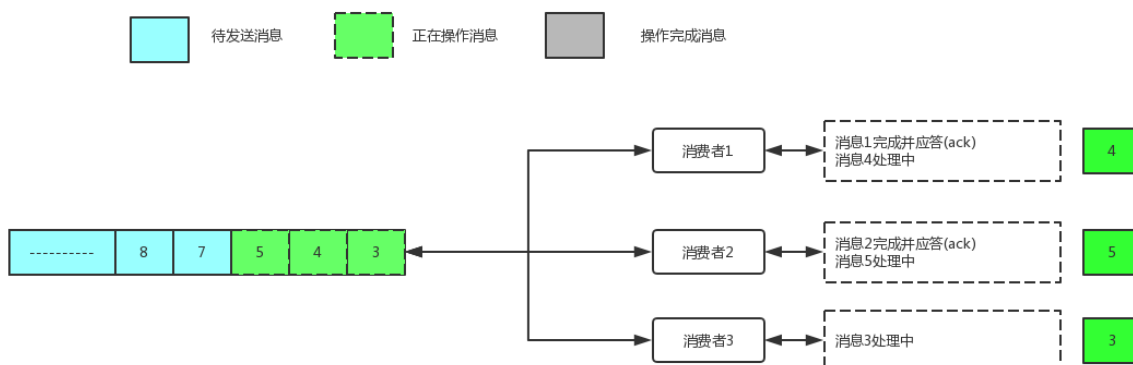 待发送消息
正在操作消息
操作完成消息
消费者1
消息1完成并应答(ack)
消息4处理中
4
----------
8
7
5
4
3
消费者2
消息2完成并应答(ack)
消息5处理中
5
消费者3
消息3处理中
3